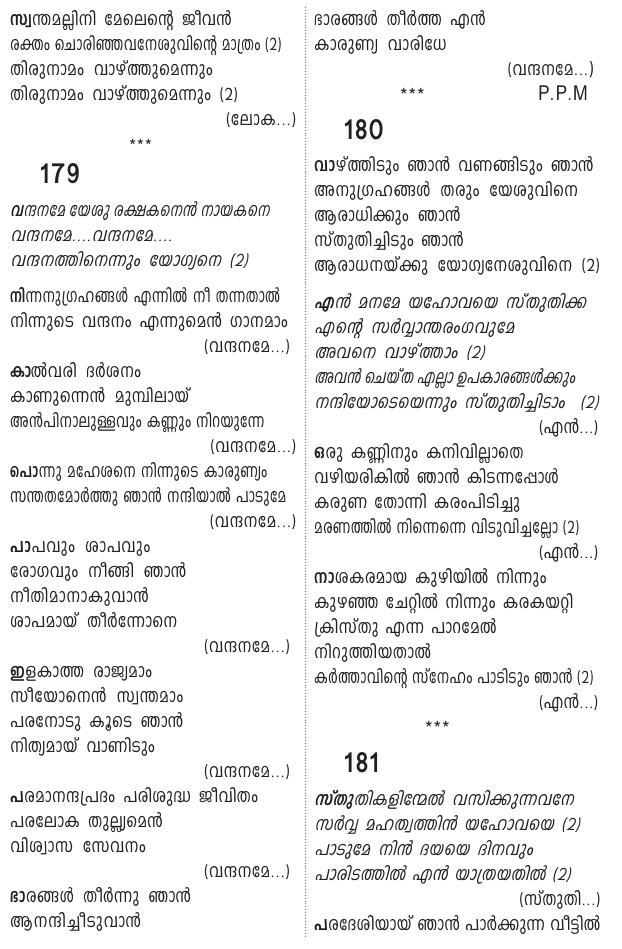 സ്വന്തമല്ലിനി മേലെന്റെ ജീവൻ
രക്തം ചൊരിഞ്ഞവനേശുവിന്റെ മാത്രം (2)
തിരുനാമം വാഴ്ത്തുമെന്നും
തിരുനാമം വാഴ്ത്തുമെന്നും (2)
(ലോക...)
***
179
വന്ദനമേ യേശു രക്ഷകനെൻ നായകനെ
വന്ദനമേ....വന്ദനമേ....
വന്ദനത്തിനെന്നും യോഗ്യനെ (2)
നിന്നനുഗ്രഹങ്ങൾ എന്നിൽ നീ തന്നതാൽ
നിന്നുടെ വന്ദനം എന്നുമെൻ ഗാനമാം
(വന്ദനമേ...)
കാൽവരി ദർശനം
കാണുന്നെൻ മുമ്പിലായ്
അൻപിനാലുള്ളവും കണ്ണും നിറയുന്നേ
(വന്ദനമേ...)
പൊന്നു മഹേശനെ നിന്നുടെ കാരുണ്യം
സന്തതമോർത്തു ഞാൻ നന്ദിയാൽ പാടുമേ
(വന്ദനമേ...)
പാപവും ശാപവും
രോഗവും നീങ്ങി ഞാൻ
നീതിമാനാകുവാൻ
ശാപമായ് തീർന്നോനെ
(വന്ദനമേ...)
ഇളകാത്ത രാജ്യമാം
സീയോനെൻ സ്വന്തമാം
പരനോടു കൂടെ ഞാൻ
നിത്യമായ് വാണിടും
(വന്ദനമേ...)
പരമാനന്ദപ്രദം പരിശുദ്ധ ജീവിതം
പരലോക തുല്ല്യമെൻ
വിശ്വാസ സേവനം
(വന്ദനമേ...)
ഭാരങ്ങൾ തീർന്നു ഞാൻ
ആനന്ദിച്ചീടുവാൻ
ഭാരങ്ങൾ തീർത്ത എൻ
കാരുണ്യ വാരിധേ
(വന്ദനമേ...)
*** P.P.M
180
വാഴ്ത്തിടും ഞാൻ വണങ്ങിടും ഞാൻ
അനുഗ്രഹങ്ങൾ തരും യേശുവിനെ
ആരാധിക്കും ഞാൻ
സ്തുതിച്ചിടും ഞാൻ
ആരാധനയ്ക്കു യോഗ്യനേശുവിനെ (2)
എൻ മനമേ യഹോവയെ സ്തുതിക്ക
എന്റെ സർവ്വാന്തരംഗവുമേ
അവനെ വാഴ്ത്താം (2)
അവൻ ചെയ്ത എല്ലാ ഉപകാരങ്ങൾക്കും
നന്ദിയോടെയെന്നും സ്തുതിച്ചിടാം (2)
(എൻ...)
ഒരു കണ്ണിനും കനിവില്ലാതെ
വഴിയരികിൽ ഞാൻ കിടന്നപ്പോൾ
കരുണ തോന്നി കരംപിടിച്ചു
മരണത്തിൽ നിന്നെന്നെ വിടുവിച്ചല്ലോ (2)
(എൻ...)
നാശകരമായ കുഴിയിൽ നിന്നും
കുഴഞ്ഞ ചേറ്റിൽ നിന്നും കരകയറ്റി
ക്രിസ്തു എന്ന പാറമേൽ
നിറുത്തിയതാൽ
കർത്താവിന്റെ സ്നേഹം പാടിടും ഞാൻ (2)
(എൻ...)
***
181
സ്തുതികളിന്മേൽ വസിക്കുന്നവനേ
സർവ്വ മഹത്വത്തിൻ യഹോവയെ (2)
പാടുമേ നിൻ ദയയെ ദിനവും
പാരിടത്തിൽ എൻ യാത്രയതിൽ (2)
(സ്തുതി...)
പരദേശിയായ് ഞാൻ പാർക്കുന്ന വീട്ടിൽ